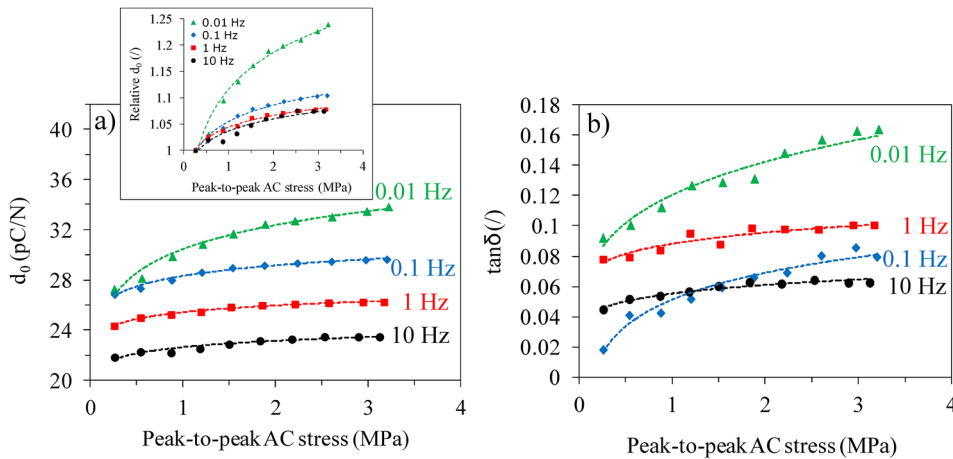 1.25
1.2
1.15
1.1
1.05
1
0 1 2 3 4
Relative d₀ (/)
Peak-to-peak AC stress (MPa)
0.01 Hz
0.1 Hz
1 Hz
10 Hz
a)
40
36
32
28
24
20
0 1 2 3 4
d₀ (pC/N)
Peak-to-peak AC stress (MPa)
0.01 Hz
0.1 Hz
1 Hz
10 Hz
b)
0.18
0.16
0.14
0.12
0.1
0.08
0.06
0.04
0.02
0
0 1 2 3 4
tanδ(/)
Peak-to-peak AC stress (MPa)
0.01 Hz
1 Hz
0.1 Hz
10 Hz